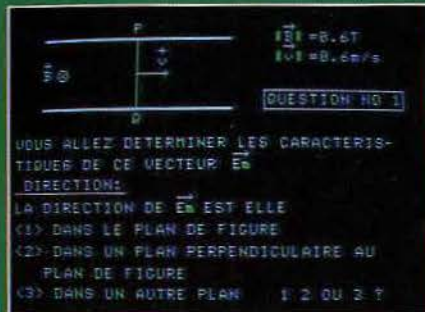 P
|B| =0.6T
|v| =0.6m/s
v
B
QUESTION NO 1
Q
VOUS ALLEZ DETERMINER LES CARACTERIS-
TIQUES DE CE VECTEUR Em
DIRECTION:
LA DIRECTION DE Em EST ELLE
<1> DANS LE PLAN DE FIGURE
<2> DANS UN PLAN PERPENDICULAIRE AU
PLAN DE FIGURE
<3> DANS UN AUTRE PLAN 1 2 OU 3 ?